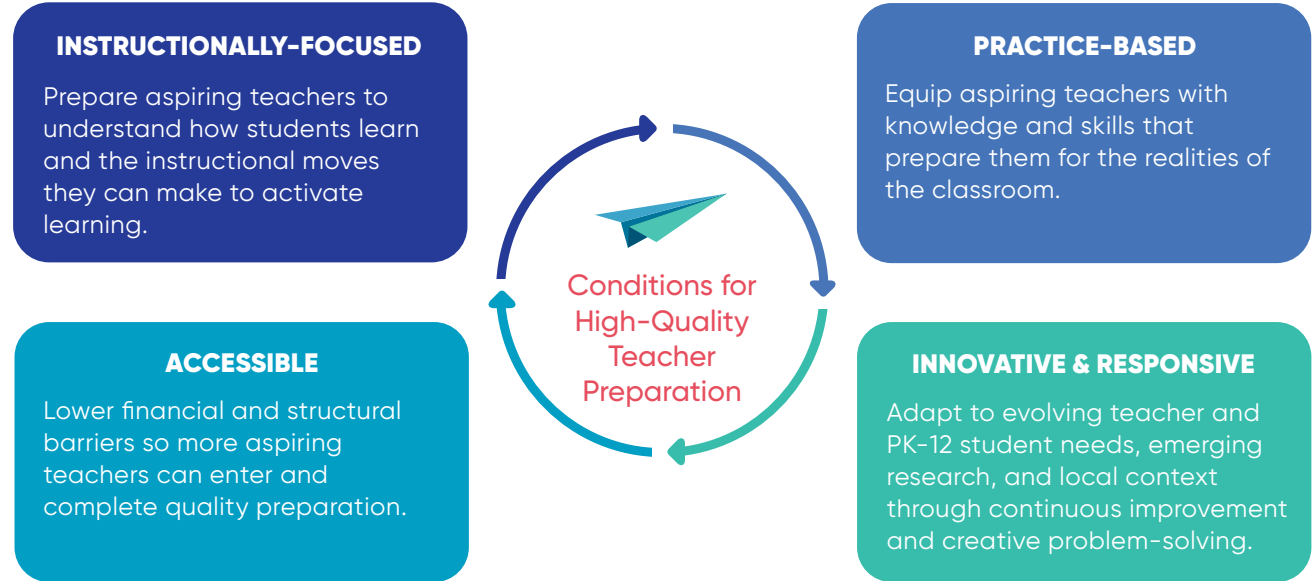 INSTRUCTIONALLY-FOCUSED
Prepare aspiring teachers to
understand how students learn
and the instructional moves
they can make to activate
learning.
PRACTICE-BASED
Equip aspiring teachers with
knowledge and skills that
prepare them for the realities of
the classroom.
Conditions for
High-Quality
Teacher
Preparation
ACCESSIBLE
Lower financial and structural
barriers so more aspiring
teachers can enter and
complete quality preparation.
INNOVATIVE & RESPONSIVE
Adapt to evolving teacher and
PK-12 student needs, emerging
research, and local context
through continuous improvement
and creative problem-solving.